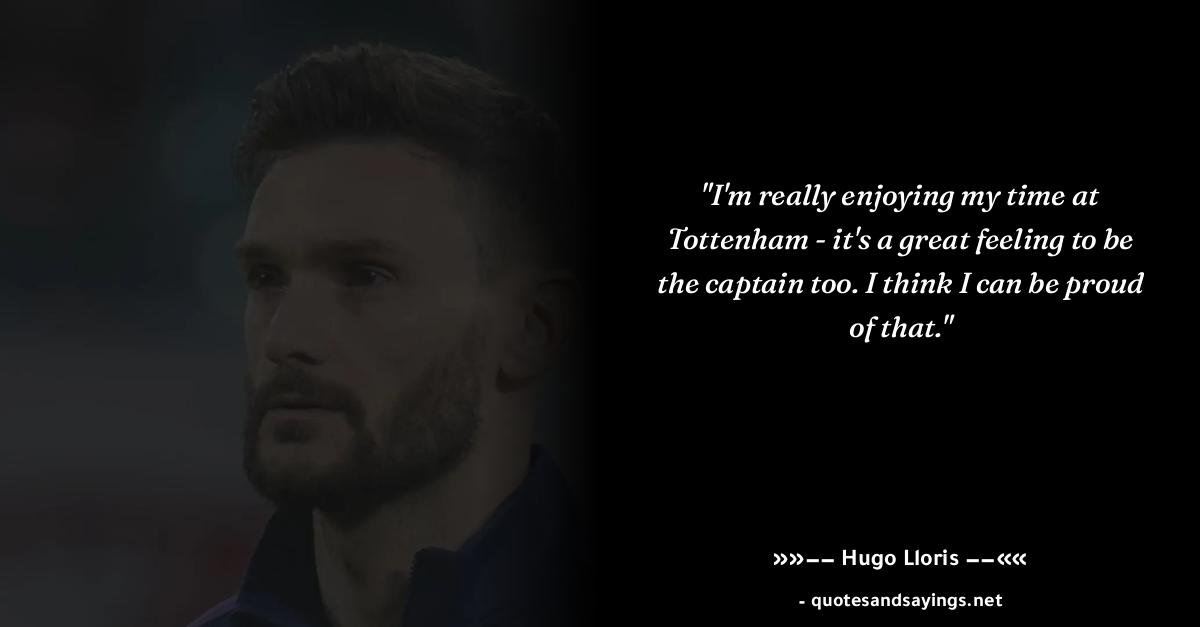 "I'm really enjoying my time at
Tottenham - it's a great feeling to be
the captain too. I think I can be proud
of that."
»»−− Hugo Lloris −−««
- quotesandsayings.net